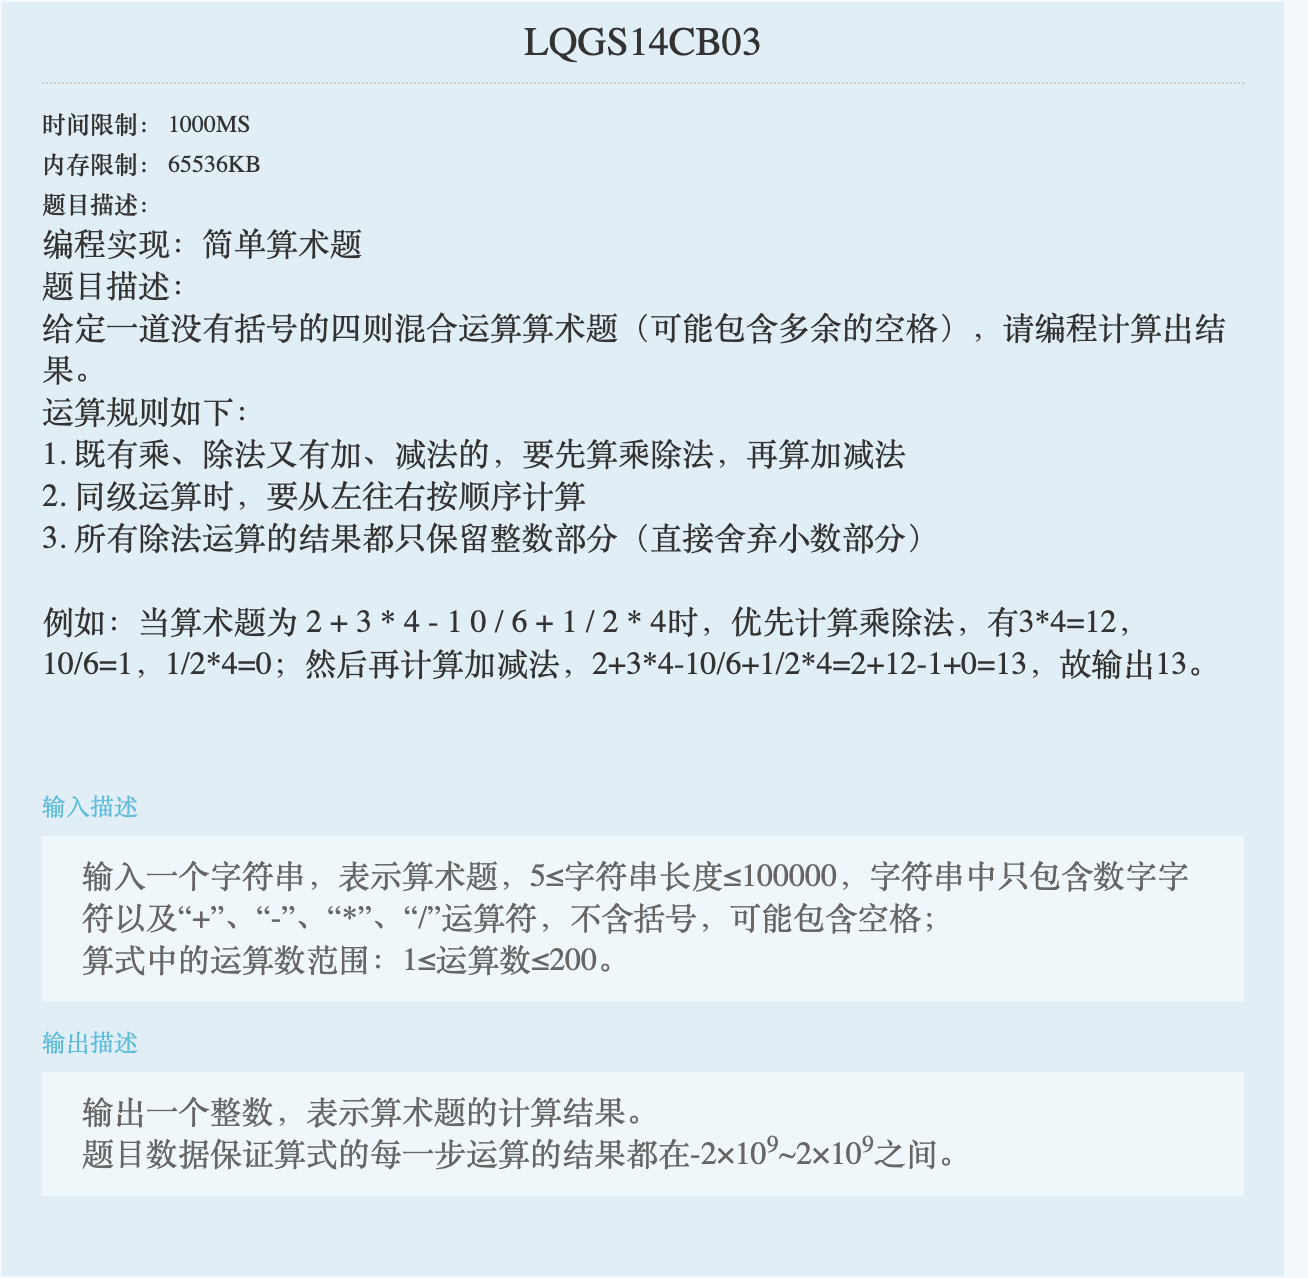 LQGS14CB03
时间限制： 1000MS
内存限制： 65536KB
题目描述：
编程实现：简单算术题
题目描述：
给定一道没有括号的四则混合运算算术题（可能包含多余的空格），请编程计算出结
果。
运算规则如下：
1. 既有乘、除法又有加、减法的，要先算乘除法，再算加减法
2. 同级运算时，要从左往右按顺序计算
3. 所有除法运算的结果都只保留整数部分（直接舍弃小数部分）
例如：当算术题为 2 + 3 * 4 - 1 0 / 6 + 1 / 2 * 4时，优先计算乘除法，有3*4=12，
10/6=1，1/2*4=0；然后再计算加减法，2+3*4-10/6+1/2*4=2+12-1+0=13，故输出13。
输入描述
输入一个字符串，表示算术题，5≤字符串长度≤100000，字符串中只包含数字字
符以及“+”、“-”、“*”、“/”运算符，不含括号，可能包含空格；
算式中的运算数范围：1≤运算数≤200。
输出描述
输出一个整数，表示算术题的计算结果。
题目数据保证算式的每一步运算的结果都在-2×10⁹~2×10⁹之间。